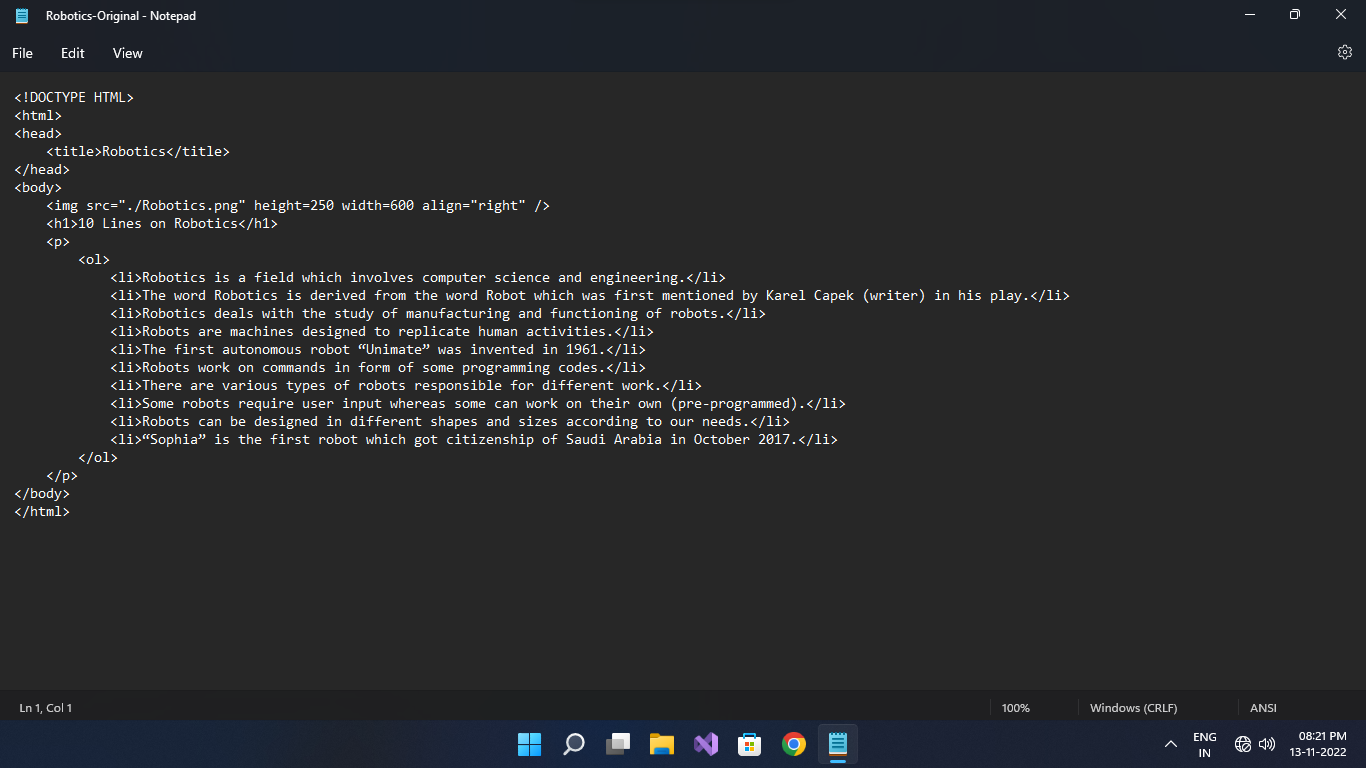 Robotics-Original - Notepad
File Edit View
<!DOCTYPE HTML>
<html>
<head>
    <title>Robotics</title>
</head>
<body>
    <img src="./Robotics.png" height=250 width=600 align="right" />
    <h1>10 Lines on Robotics</h1>
    <p>
        <ol>
            <li>Robotics is a field which involves computer science and engineering.</li>
            <li>The word Robotics is derived from the word Robot which was first mentioned by Karel Capek (writer) in his play.</li>
            <li>Robotics deals with the study of manufacturing and functioning of robots.</li>
            <li>Robots are machines designed to replicate human activities.</li>
            <li>The first autonomous robot “Unimate” was invented in 1961.</li>
            <li>Robots work on commands in form of some programming codes.</li>
            <li>There are various types of robots responsible for different work.</li>
            <li>Some robots require user input whereas some can work on their own (pre-programmed).</li>
            <li>Robots can be designed in different shapes and sizes according to our needs.</li>
            <li>“Sophia” is the first robot which got citizenship of Saudi Arabia in October 2017.</li>
        </ol>
    </p>
</body>
</html>
Ln 1, Col 1 100% Windows (CRLF) ANSI
ENG 08:21 PM
IN 13-11-2022